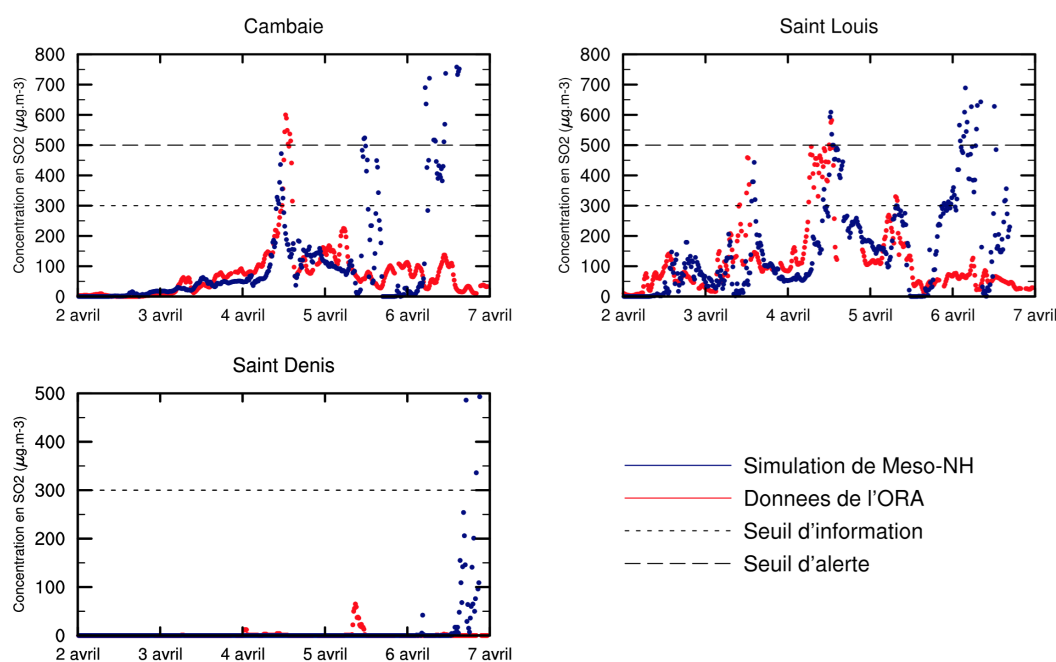 Cambaie
Concentration en SO2 (µg.m-3)
800
700
600
500
400
300
200
100
0
2 avril 3 avril 4 avril 5 avril 6 avril 7 avril
Saint Louis
Concentration en SO2 (µg.m-3)
800
700
600
500
400
300
200
100
0
2 avril 3 avril 4 avril 5 avril 6 avril 7 avril
Saint Denis
Concentration en SO2 (µg.m-3)
500
400
300
200
100
0
2 avril 3 avril 4 avril 5 avril 6 avril 7 avril
Simulation de Meso-NH
Donnees de l'ORA
Seuil d'information
Seuil d'alerte